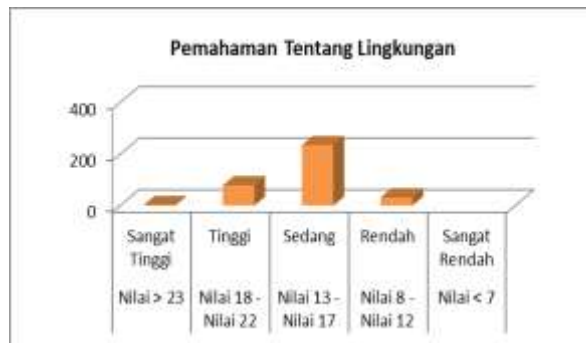 Pemahaman Tentang Lingkungan
400
200
0
Sangat Tinggi
Tinggi
Sedang
Rendah
Sangat Rendah
Nilai > 23
Nilai 18 - Nilai 22
Nilai 13 - Nilai 17
Nilai 8 - Nilai 12
Nilai < 7